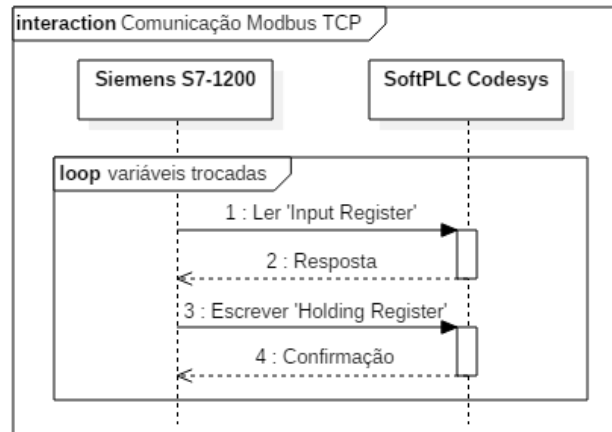 interaction Comunicação Modbus TCP
Siemens S7-1200
SoftPLC Codesys
loop variáveis trocadas
1 : Ler 'Input Register'
2 : Resposta
3 : Escrever 'Holding Register'
4 : Confirmação